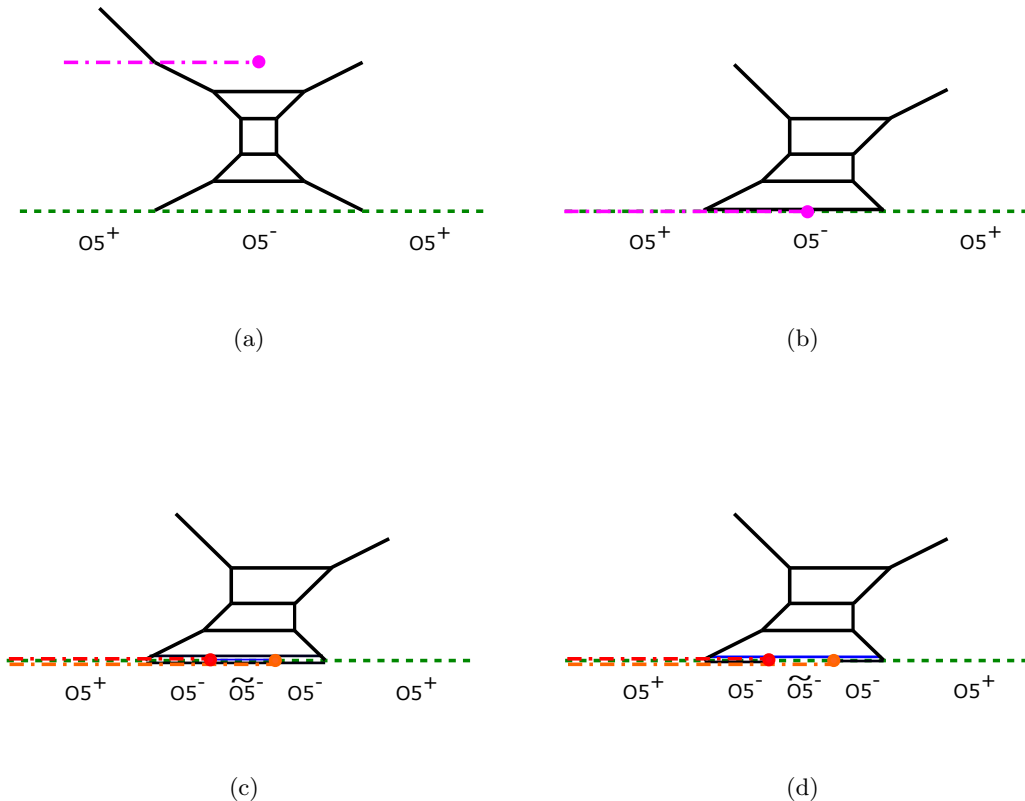 O5⁺ O5⁻ O5⁺
O5⁺ O5⁻ O5⁺
(a)
(b)
O5⁺ O5⁻ Õ5⁻ O5⁻ O5⁺
O5⁺ O5⁻ Õ5⁻ O5⁻ O5⁺
(c)
(d)